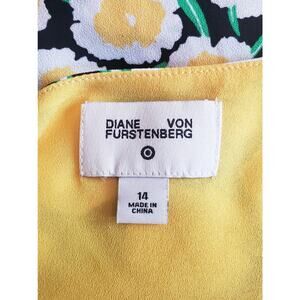 DIANE VON
FURSTENBERG
14
MADE IN
CHINA